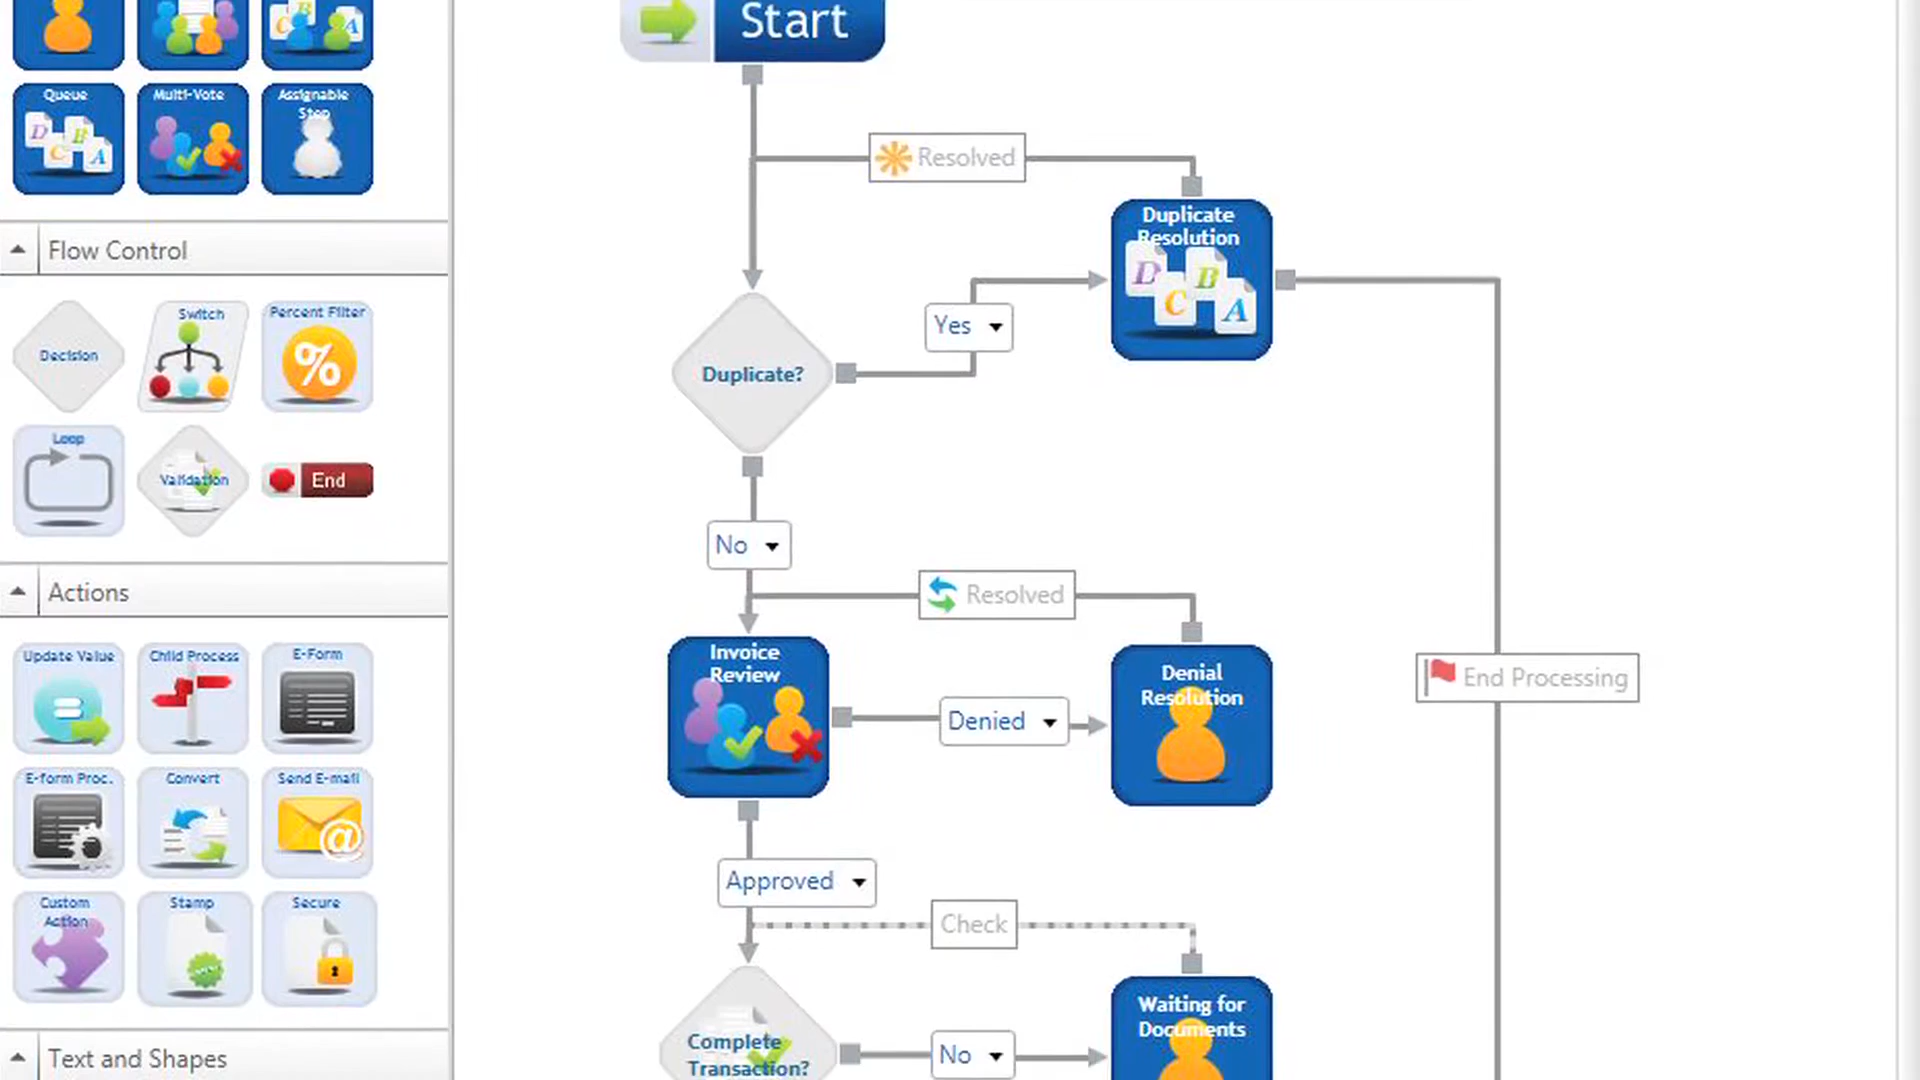 Queue
Multi-Vote
Assignable
Step
Flow Control
Decision
Switch
Percent Filter
%
Loop
Validation
End
Actions
Update Value
Child Process
E-Form
E-form Proc.
Convert
Send E-mail
@
Custom
Action
Stamp
Secure
Text and Shapes
Start
Resolved
Duplicate
Resolution
D
B
C
A
Yes
Duplicate?
No
Resolved
Invoice
Review
Denied
Denial
Resolution
End Processing
Approved
Check
Complete
Transaction?
No
Waiting for
Documents